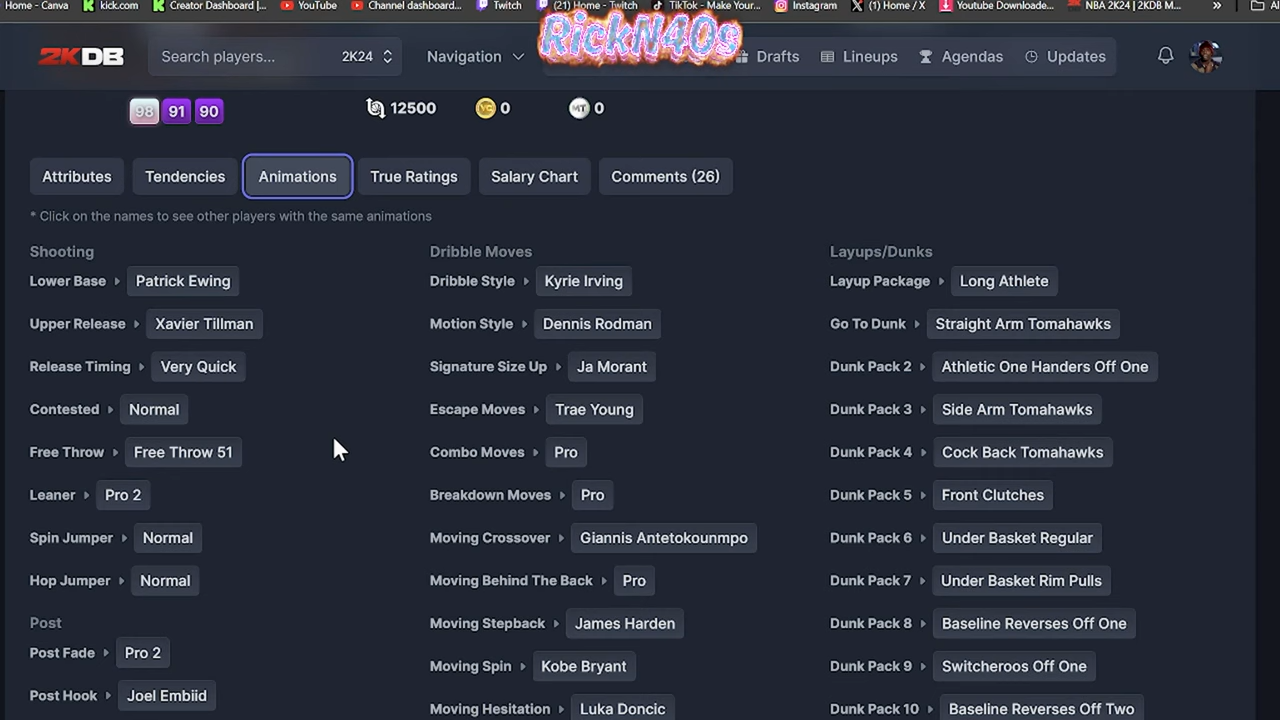 Home - Canva kick.com Creator Dashboard |... YouTube Channel dashboard... Twitch (21) Home - Twitch TikTok - Make Your... Instagram (1) Home / X Youtube Downloade... NBA 2K24 | 2KDB M... »
RickN40s
2KDB Search players... 2K24 Navigation Drafts Lineups Agendas Updates
98 91 90 12500 VC 0 MT 0
Attributes Tendencies Animations True Ratings Salary Chart Comments (26)
* Click on the names to see other players with the same animations
Shooting
Lower Base Patrick Ewing
Upper Release Xavier Tillman
Release Timing Very Quick
Contested Normal
Free Throw Free Throw 51
Leaner Pro 2
Spin Jumper Normal
Hop Jumper Normal
Post
Post Fade Pro 2
Post Hook Joel Embiid
Dribble Moves
Dribble Style Kyrie Irving
Motion Style Dennis Rodman
Signature Size Up Ja Morant
Escape Moves Trae Young
Combo Moves Pro
Breakdown Moves Pro
Moving Crossover Giannis Antetokounmpo
Moving Behind The Back Pro
Moving Stepback James Harden
Moving Spin Kobe Bryant
Moving Hesitation Luka Doncic
Layups/Dunks
Layup Package Long Athlete
Go To Dunk Straight Arm Tomahawks
Dunk Pack 2 Athletic One Handers Off One
Dunk Pack 3 Side Arm Tomahawks
Dunk Pack 4 Cock Back Tomahawks
Dunk Pack 5 Front Clutches
Dunk Pack 6 Under Basket Regular
Dunk Pack 7 Under Basket Rim Pulls
Dunk Pack 8 Baseline Reverses Off One
Dunk Pack 9 Switcheroos Off One
Dunk Pack 10 Baseline Reverses Off Two